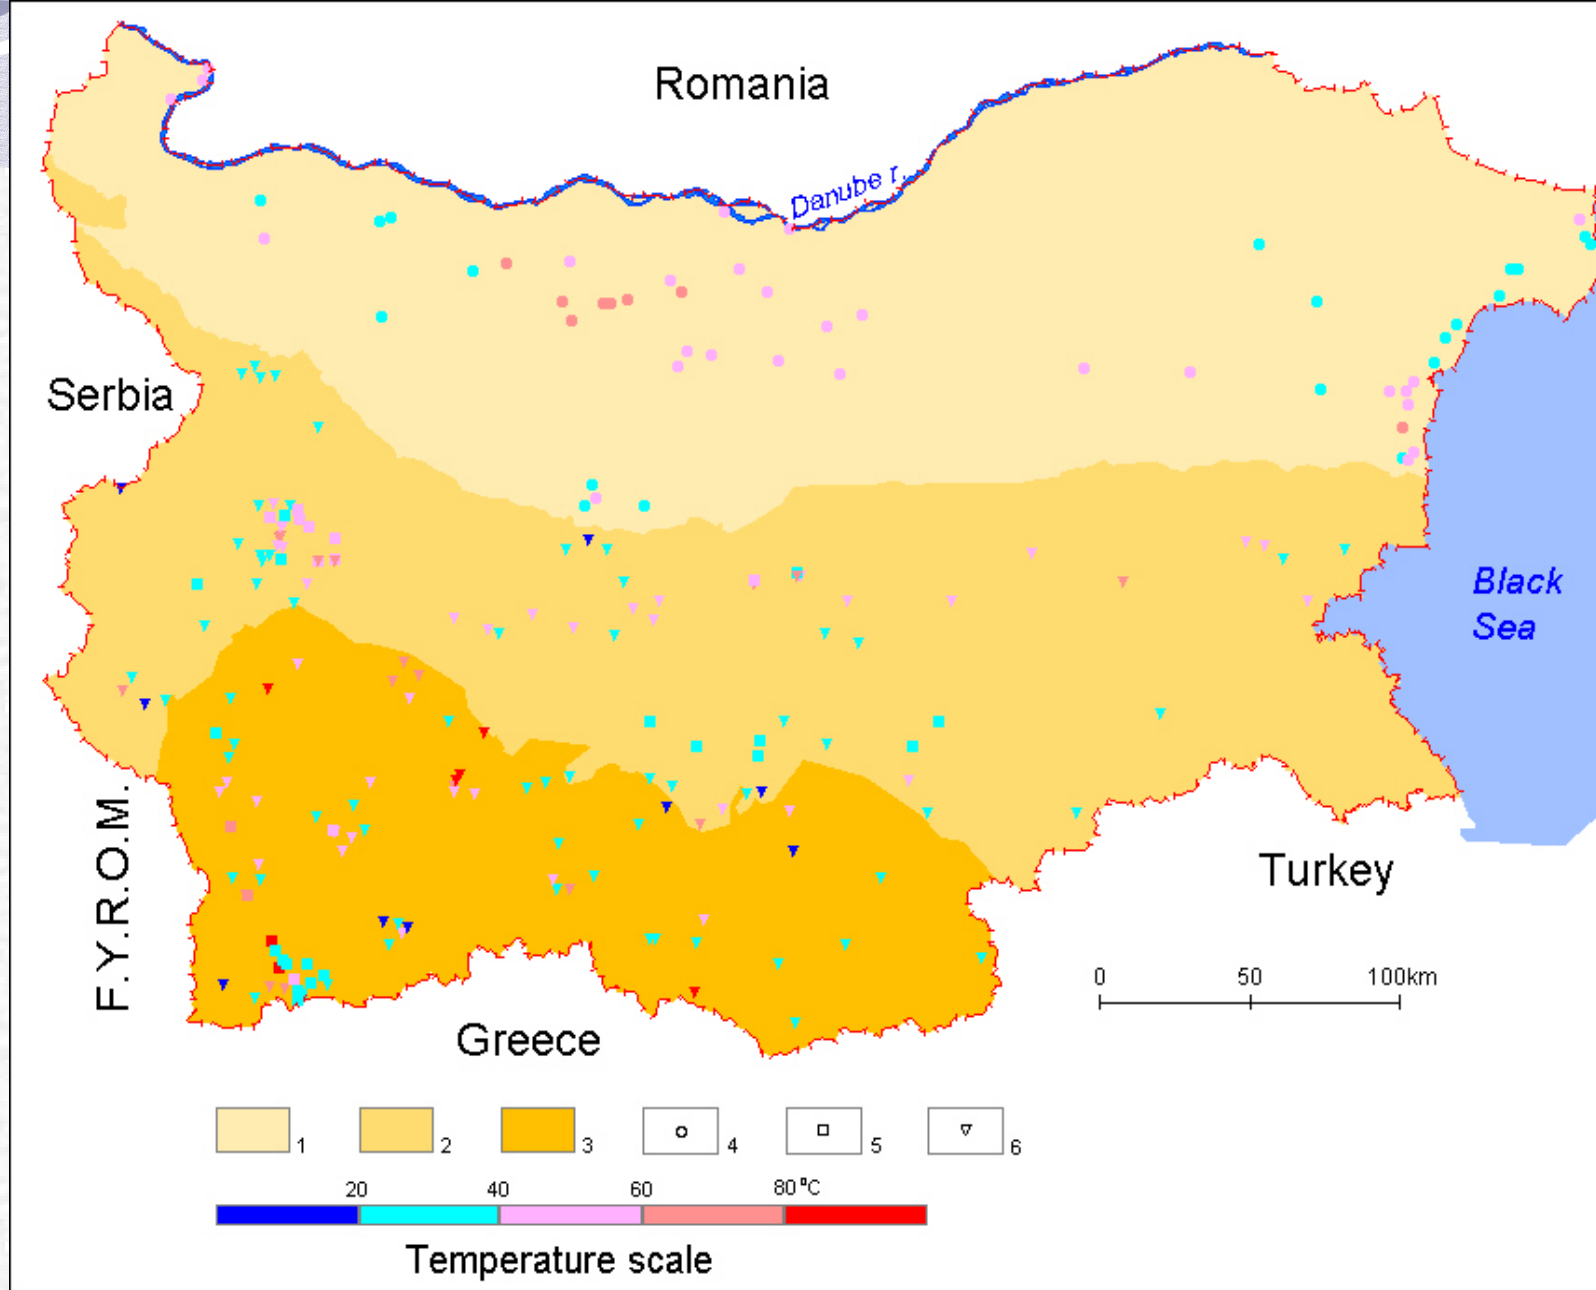 Romania
Danube r.
Serbia
Black
Sea
F.Y.R.O.M.
Turkey
0 50 100km
Greece
1 2 3 4 5 6
20 40 60 80 ºC
Temperature scale